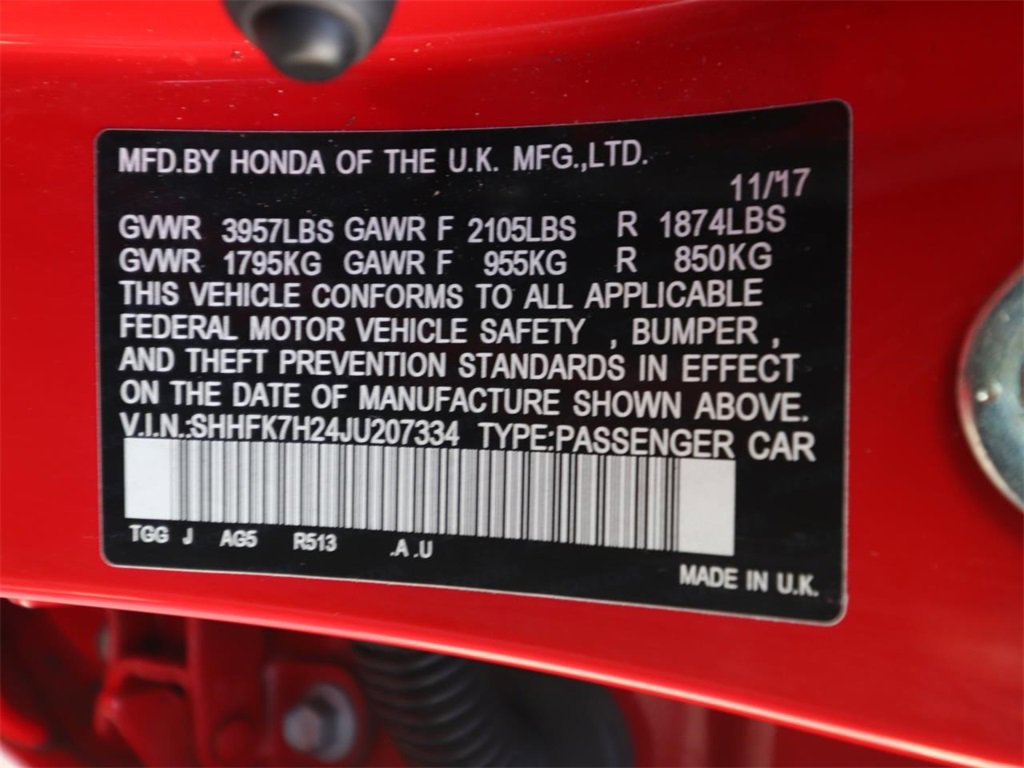 MFD.BY HONDA OF THE U.K. MFG.,LTD.
11/'17
GVWR 3957LBS GAWR F 2105LBS R 1874LBS
GVWR 1795KG GAWR F 955KG R 850KG
THIS VEHICLE CONFORMS TO ALL APPLICABLE
FEDERAL MOTOR VEHICLE SAFETY , BUMPER ,
AND THEFT PREVENTION STANDARDS IN EFFECT
ON THE DATE OF MANUFACTURE SHOWN ABOVE.
V.I.N.:SHHFK7H24JU207334 TYPE:PASSENGER CAR
TGG J AG5 R513 .A .U
MADE IN U.K.